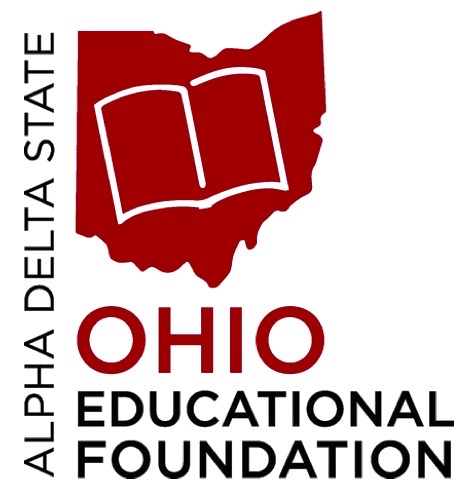 ALPHA DELTA STATE
OHIO
EDUCATIONAL
FOUNDATION